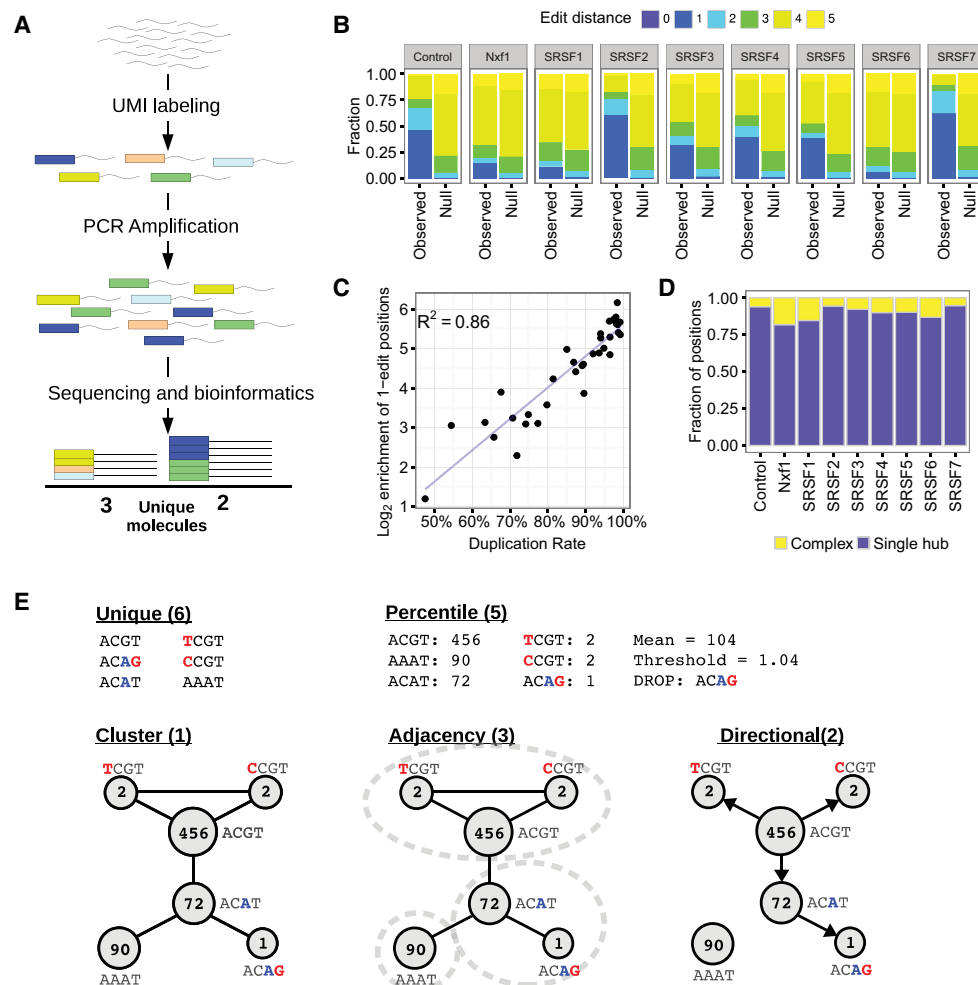 A
UMI labeling
PCR Amplification
Sequencing and bioinformatics
3 Unique molecules 2
B
Edit distance 0 1 2 3 4 5
Control Nxf1 SRSF1 SRSF2 SRSF3 SRSF4 SRSF5 SRSF6 SRSF7
Fraction
1.00
0.75
0.50
0.25
0.00
Observed Null Observed Null Observed Null Observed Null Observed Null Observed Null Observed Null Observed Null Observed Null
C
R² = 0.86
Log₂ enrichment of 1−edit positions
6
5
4
3
2
1
50% 60% 70% 80% 90% 100%
Duplication Rate
D
Fraction of positions
1.00
0.75
0.50
0.25
0.00
Control Nxf1 SRSF1 SRSF2 SRSF3 SRSF4 SRSF5 SRSF6 SRSF7
Complex Single hub
E
Unique (6)
ACGT TCGT
ACAG CCGT
ACAT AAAT
Percentile (5)
ACGT: 456 TCGT: 2 Mean = 104
AAAT: 90 CCGT: 2 Threshold = 1.04
ACAT: 72 ACAG: 1 DROP: ACAG
Cluster (1)
TCGT CCGT
2 2
456 ACGT
72 ACAT
90 1
AAAT ACAG
Adjacency (3)
TCGT CCGT
2 2
456 ACGT
72 ACAT
90 1
AAAT ACAG
Directional(2)
TCGT CCGT
2 2
456 ACGT
72 ACAT
90 1
AAAT ACAG